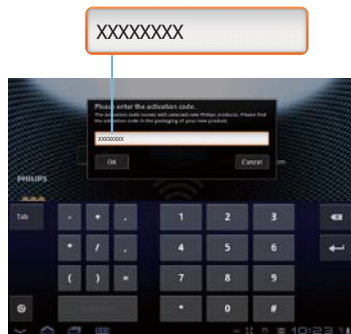 XXXXXXXX
Please enter the activation code.
The activation code comes with selected new Philips products. Please find
the activation code in the packaging of your new product.
XXXXXXXX
OK Cancel
PHILIPS
Tab - + . 1 2 3
* / , 4 5 6
( ) = 7 8 9
* 0 #
10:23